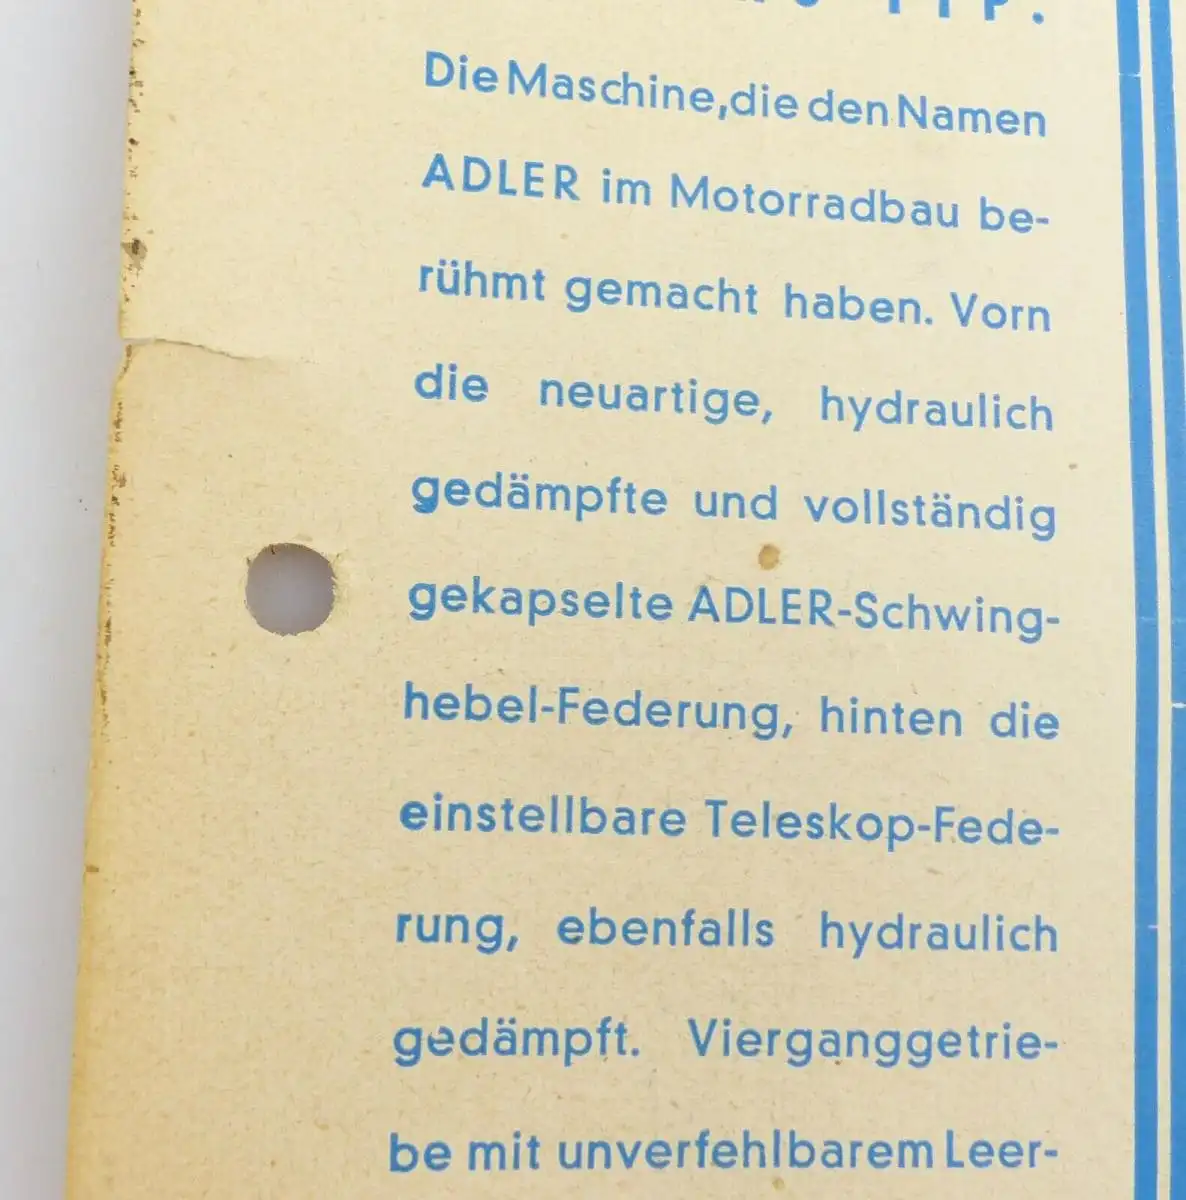 Die Maschine, die den Namen
ADLER im Motorradbau be-
rühmt gemacht haben. Vorn
die neuartige, hydraulich
gedämpfte und vollständig
gekapselte ADLER-Schwing-
hebel-Federung, hinten die
einstellbare Teleskop-Fede-
rung, ebenfalls hydraulich
gedämpft. Vierganggetrie-
be mit unverfehlbarem Leer-